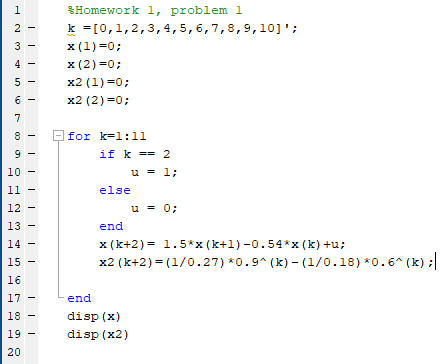 1 %Homework 1, problem 1
2 - k =[0,1,2,3,4,5,6,7,8,9,10]';
3 - x(1)=0;
4 - x(2)=0;
5 - x2(1)=0;
6 - x2(2)=0;
7
8 - for k=1:11
9 - if k == 2
10 - u = 1;
11 - else
12 - u = 0;
13 - end
14 - x(k+2)= 1.5*x(k+1)-0.54*x(k)+u;
15 - x2(k+2)=(1/0.27)*0.9^(k)-(1/0.18)*0.6^(k);
16
17 - end
18 - disp(x)
19 - disp(x2)
20